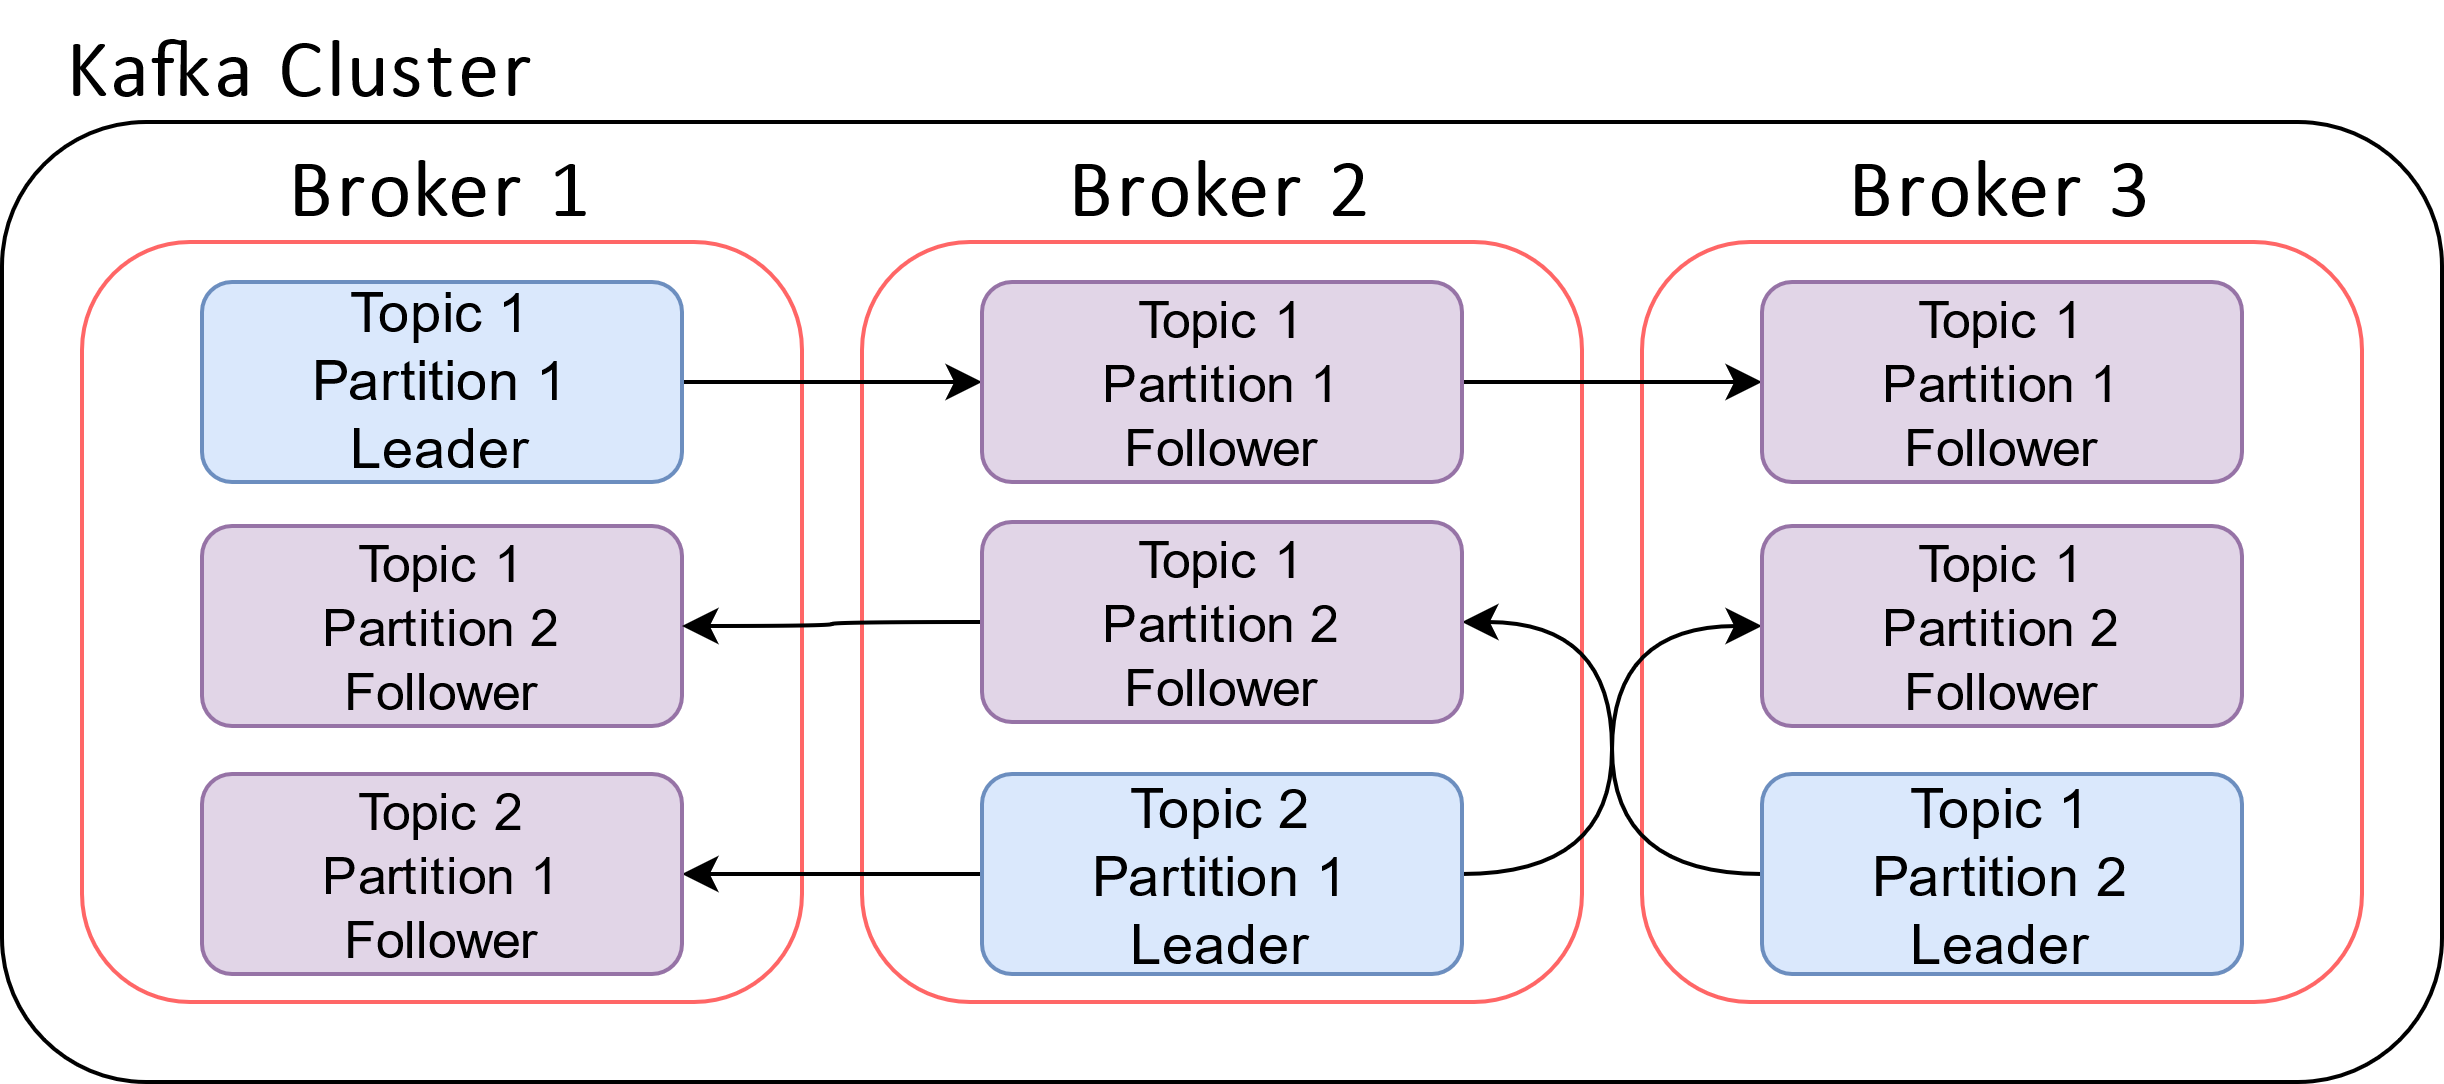 Kafka Cluster
Broker 1
Broker 2
Broker 3
Topic 1
Partition 1
Leader
Topic 1
Partition 1
Follower
Topic 1
Partition 1
Follower
Topic 1
Partition 2
Follower
Topic 1
Partition 2
Follower
Topic 1
Partition 2
Follower
Topic 2
Partition 1
Follower
Topic 2
Partition 1
Leader
Topic 1
Partition 2
Leader